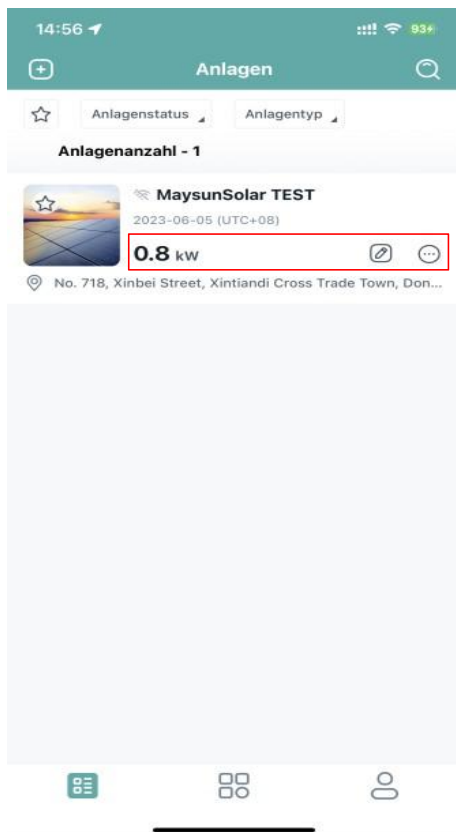 14:56 93
Anlagen
Anlagenstatus Anlagentyp
Anlagenanzahl - 1
MaysunSolar TEST
2023-06-05 (UTC+08)
0.8 kW
No. 718, Xinbei Street, Xintiandi Cross Trade Town, Don...